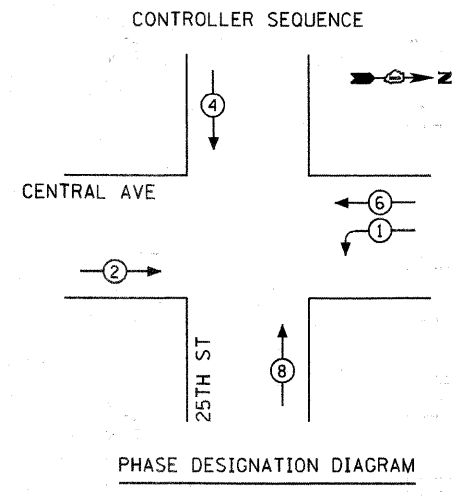 CONTROLLER SEQUENCE
4
N
CENTRAL AVE
6
1
2
25TH ST
8
PHASE DESIGNATION DIAGRAM